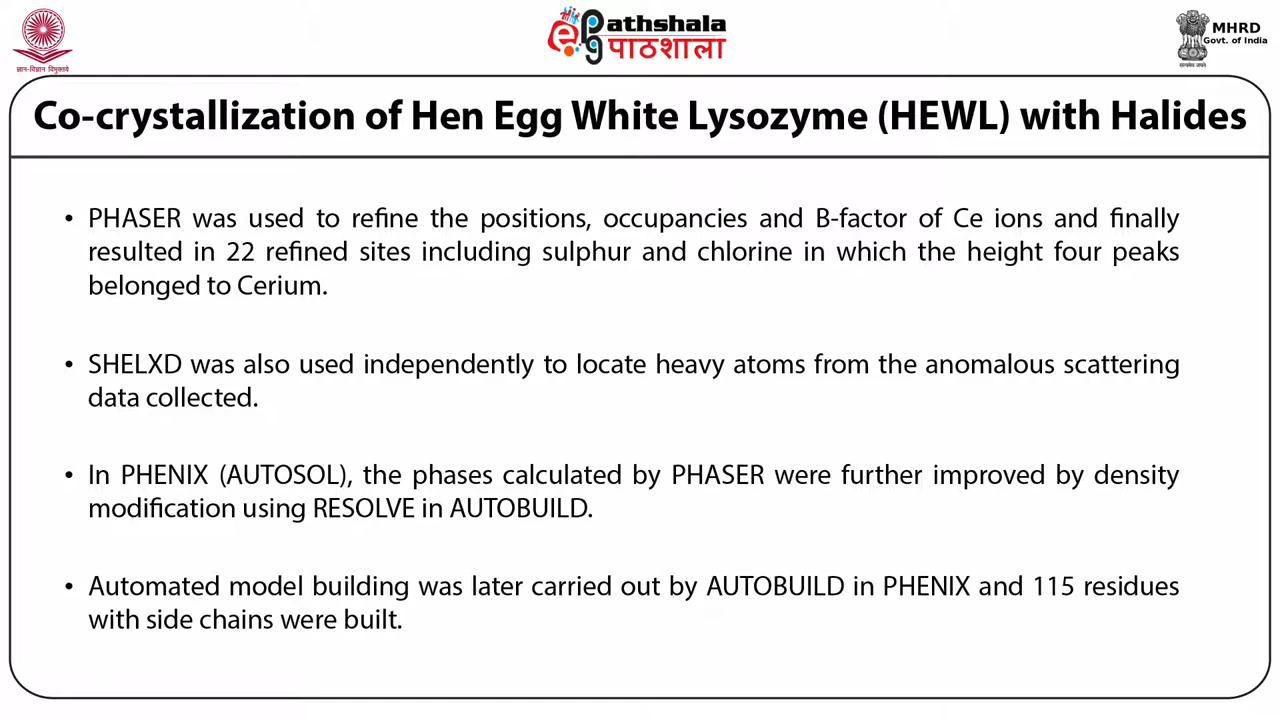 ज्ञान-विज्ञान विमुक्तये
ePG Pathshala
पाठशाला
MHRD
Govt. of India
सत्यमेव जयते
Co-crystallization of Hen Egg White Lysozyme (HEWL) with Halides
• PHASER was used to refine the positions, occupancies and B-factor of Ce ions and finally
resulted in 22 refined sites including sulphur and chlorine in which the height four peaks
belonged to Cerium.
• SHELXD was also used independently to locate heavy atoms from the anomalous scattering
data collected.
• In PHENIX (AUTOSOL), the phases calculated by PHASER were further improved by density
modification using RESOLVE in AUTOBUILD.
• Automated model building was later carried out by AUTOBUILD in PHENIX and 115 residues
with side chains were built.